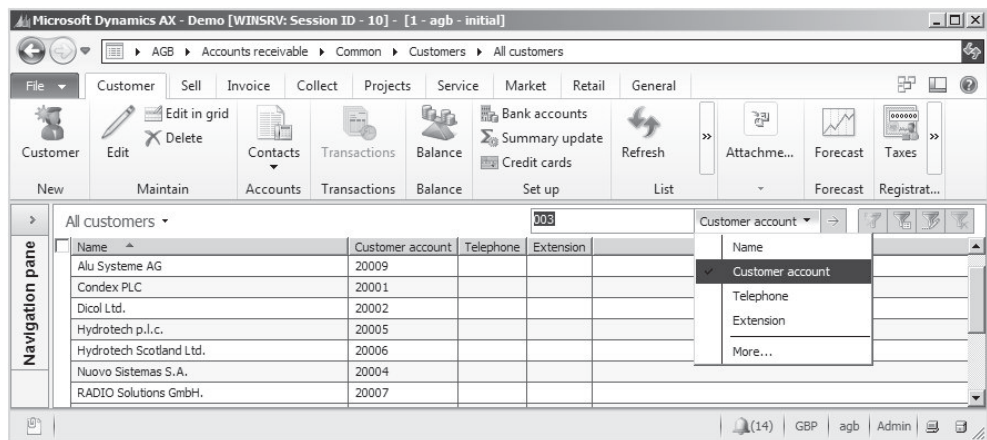 Microsoft Dynamics AX - Demo [WINSRV: Session ID - 10] - [1 - agb - initial]
AGB Accounts receivable Common Customers All customers
File Customer Sell Invoice Collect Projects Service Market Retail General
Customer
Edit
Edit in grid
Delete
Contacts
Transactions
Balance
Bank accounts
Summary update
Credit cards
Refresh
Attachme...
Forecast
Taxes
New Maintain Accounts Transactions Balance Set up List Forecast Registrat...
All customers 003 Customer account
Navigation pane
Name Customer account Telephone Extension
Alu Systeme AG 20009
Condex PLC 20001
Dicol Ltd. 20002
Hydrotech p.l.c. 20005
Hydrotech Scotland Ltd. 20006
Nuovo Sistemas S.A. 20004
RADIO Solutions GmbH. 20007
Name
Customer account
Telephone
Extension
More...
(14) GBP agb Admin